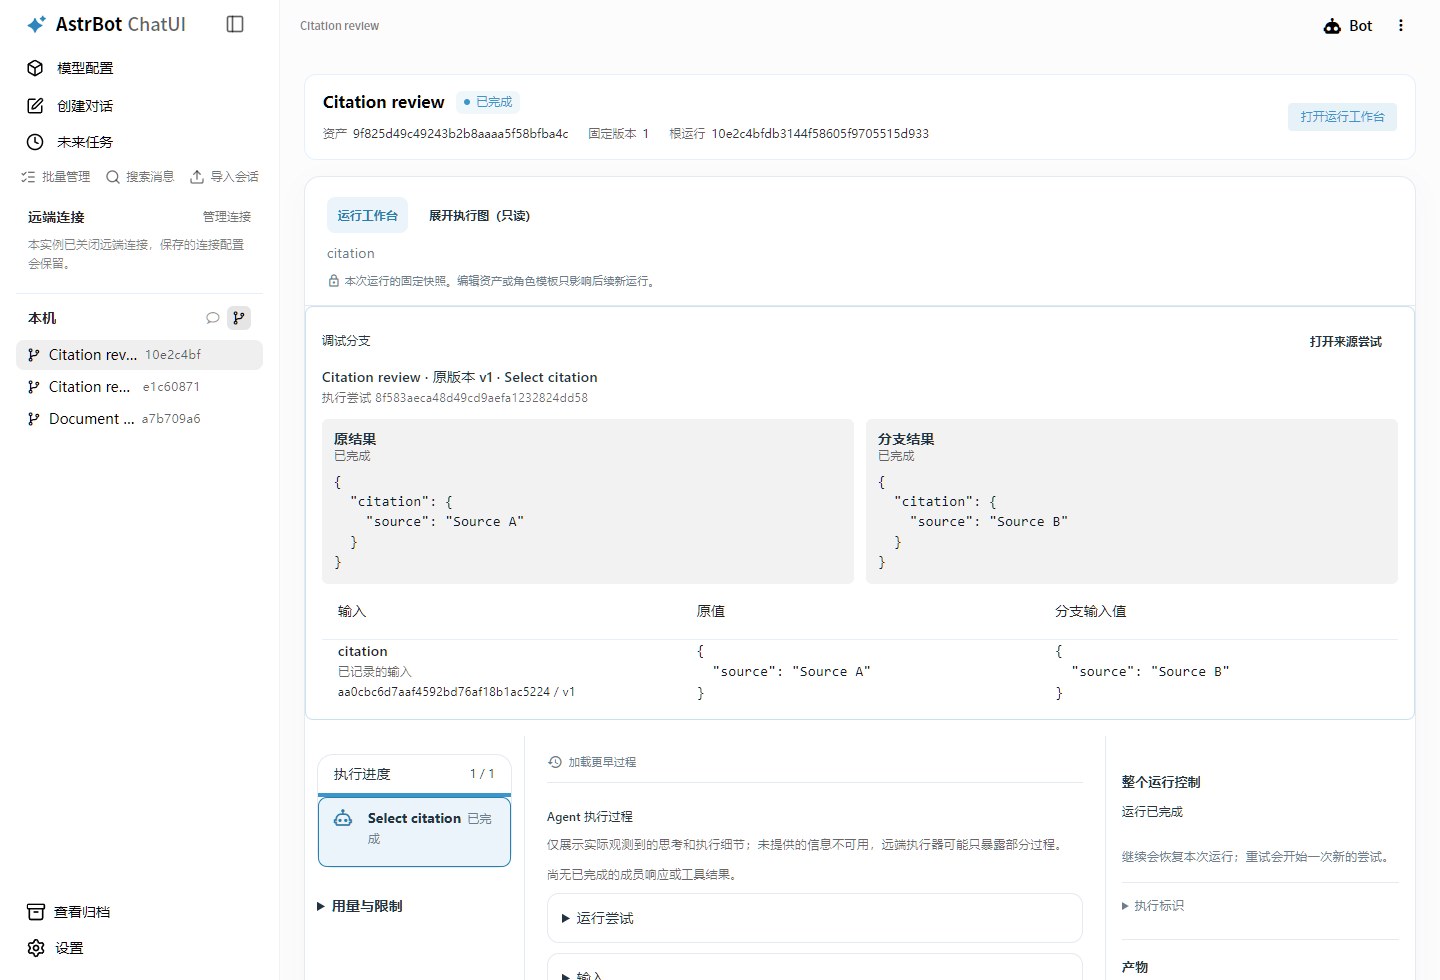 AstrBot ChatUI
模型配置
创建对话
未来任务
批量管理 搜索消息 导入会话
远端连接 管理连接
本实例已关闭远端连接，保存的连接配置
会保留。
本机
Citation rev... 10e2c4bf
Citation re... e1c60871
Document ... a7b709a6
查看归档
设置
Citation review
Bot
Citation review 已完成
资产 9f825d49c49243b2b8aaaa5f58bfba4c 固定版本 1 根运行 10e2c4bfdb3144f58605f9705515d933
打开运行工作台
运行工作台 展开执行图（只读）
citation
本次运行的固定快照。编辑资产或角色模板只影响后续新运行。
调试分支
打开来源尝试
Citation review · 原版本 v1 · Select citation
执行尝试 8f583aeca48d49cd9aefa1232824dd58
原结果
已完成
{
"citation": {
"source": "Source A"
}
}
分支结果
已完成
{
"citation": {
"source": "Source B"
}
}
输入 原值 分支输入值
citation
已记录的输入
aa0cbc6d7aaf4592bd76af18b1ac5224 / v1
{
"source": "Source A"
}
{
"source": "Source B"
}
执行进度 1 / 1
Select citation 已完
成
用量与限制
加载更早过程
Agent 执行过程
仅展示实际观测到的思考和执行细节；未提供的信息不可用，远端执行器可能只暴露部分过程。
尚无已完成的成员响应或工具结果。
运行尝试
输入
整个运行控制
运行已完成
继续会恢复本次运行；重试会开始一次新的尝试。
执行标识
产物